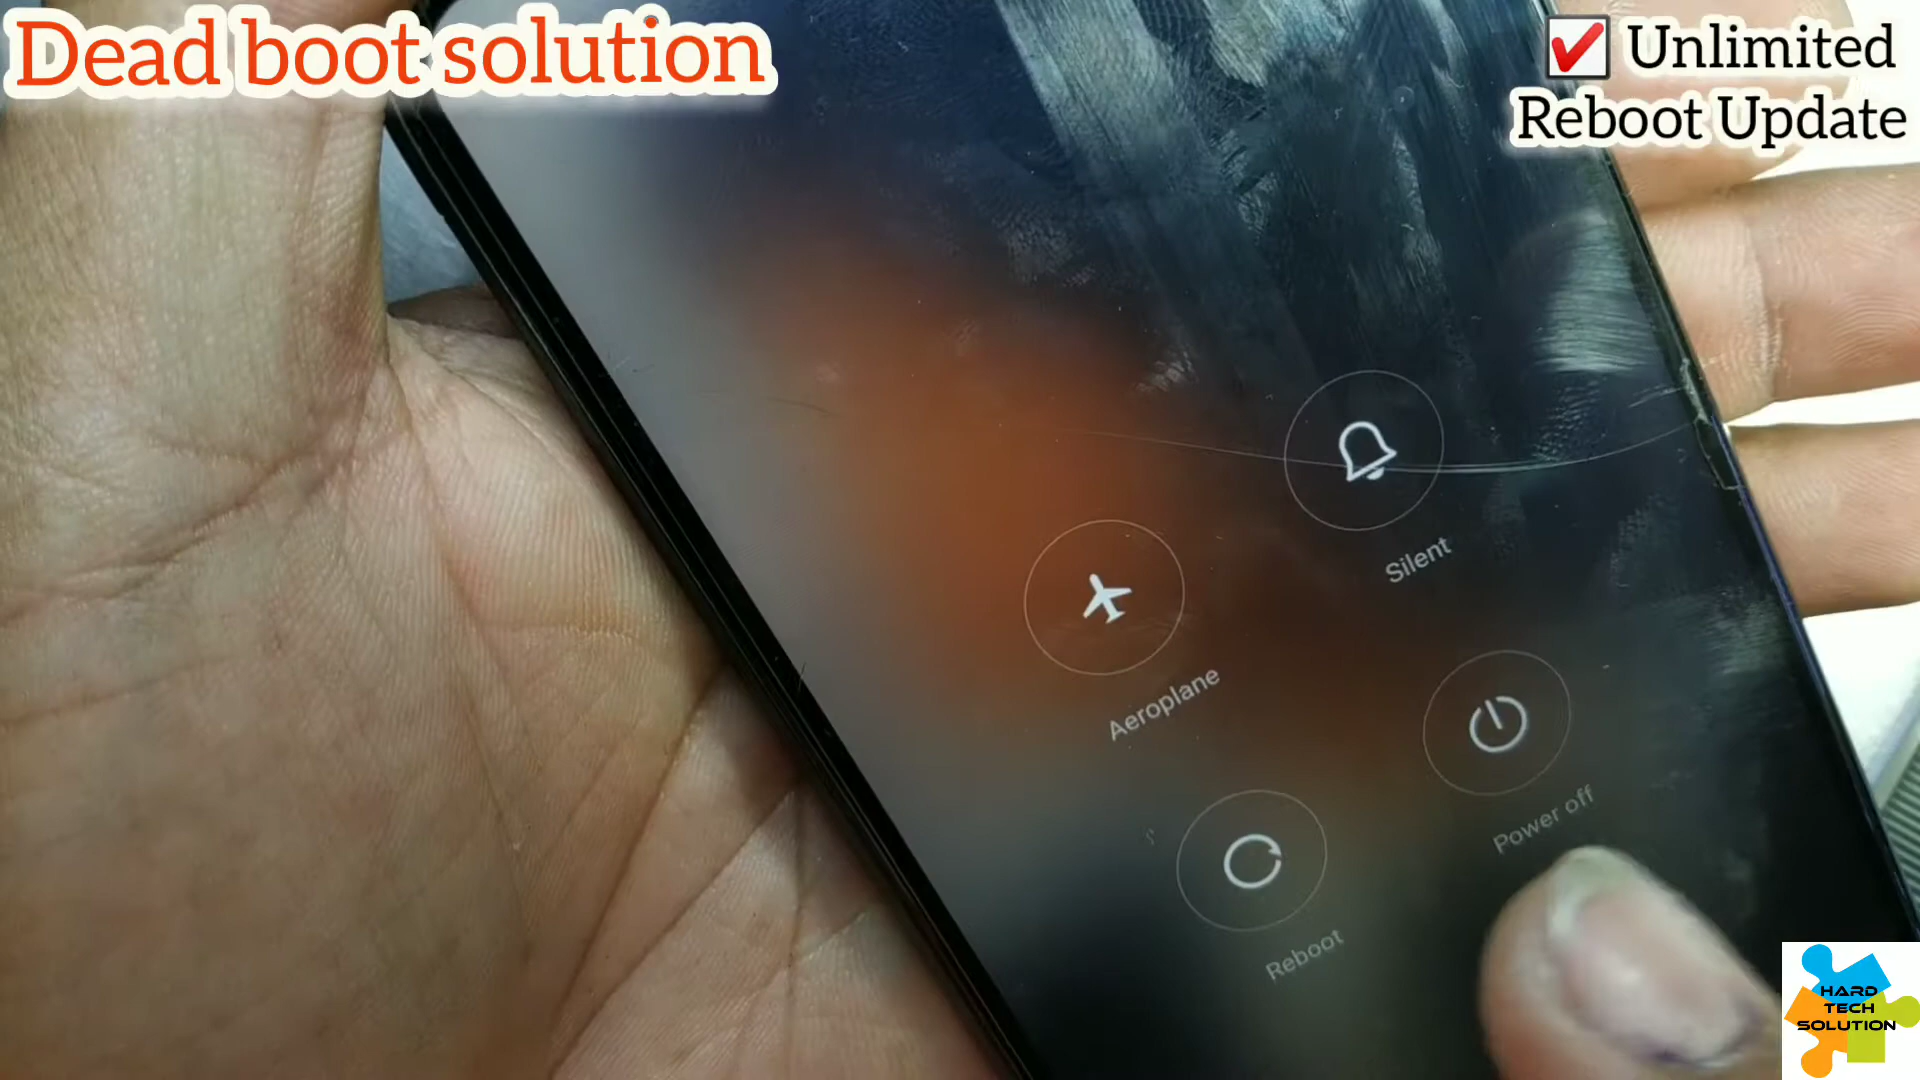 Dead boot solution
Unlimited
Reboot Update
Silent
Aeroplane
Power off
Reboot
HARD
TECH
SOLUTION